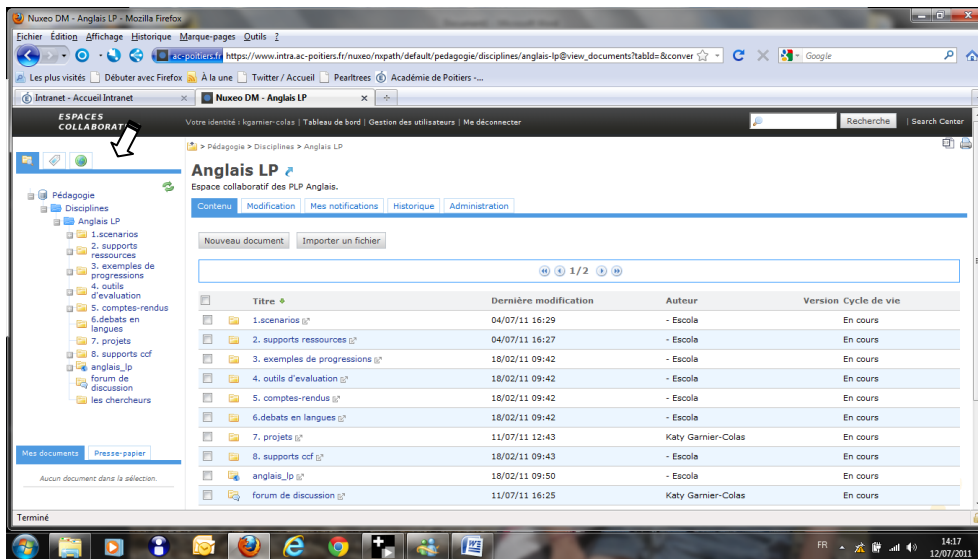 Nuxeo DM - Anglais LP - Mozilla Firefox
Fichier Édition Affichage Historique Marque-pages Outils ?
ac-poitiers.fr https://www.intra.ac-poitiers.fr/nuxeo/nxpath/default/pedagogie/disciplines/anglais-lp@view_documents?tabId=&conver
Google
Les plus visités Débuter avec Firefox À la une Twitter / Accueil Pearltrees Académie de Poitiers -...
Intranet - Accueil Intranet
Nuxeo DM - Anglais LP
ESPACES
COLLABORAT
Votre identité : kgarnier-colas | Tableau de bord | Gestion des utilisateurs | Me déconnecter
Recherche | Search Center
> Pédagogie > Disciplines > Anglais LP
Anglais LP
Espace collaboratif des PLP Anglais.
Contenu Modification Mes notifications Historique Administration
Nouveau document Importer un fichier
1/2
Pédagogie
Disciplines
Anglais LP
1.scenarios
2. supports
ressources
3. exemples de
progressions
4. outils
d'evaluation
5. comptes-rendus
6.debats en
langues
7. projets
8. supports ccf
anglais_lp
forum de
discussion
les chercheurs
Mes documents Presse-papier
Aucun document dans la sélection.
Titre Dernière modification Auteur Version Cycle de vie
1.scenarios 04/07/11 16:29 - Escola En cours
2. supports ressources 04/07/11 16:27 - Escola En cours
3. exemples de progressions 18/02/11 09:42 - Escola En cours
4. outils d'evaluation 18/02/11 09:42 - Escola En cours
5. comptes-rendus 18/02/11 09:42 - Escola En cours
6.debats en langues 18/02/11 09:42 - Escola En cours
7. projets 11/07/11 12:43 Katy Garnier-Colas En cours
8. supports ccf 18/02/11 09:43 - Escola En cours
anglais_lp 18/02/11 09:50 - Escola En cours
forum de discussion 11/07/11 16:25 Katy Garnier-Colas En cours
Terminé
FR
14:17
12/07/2011